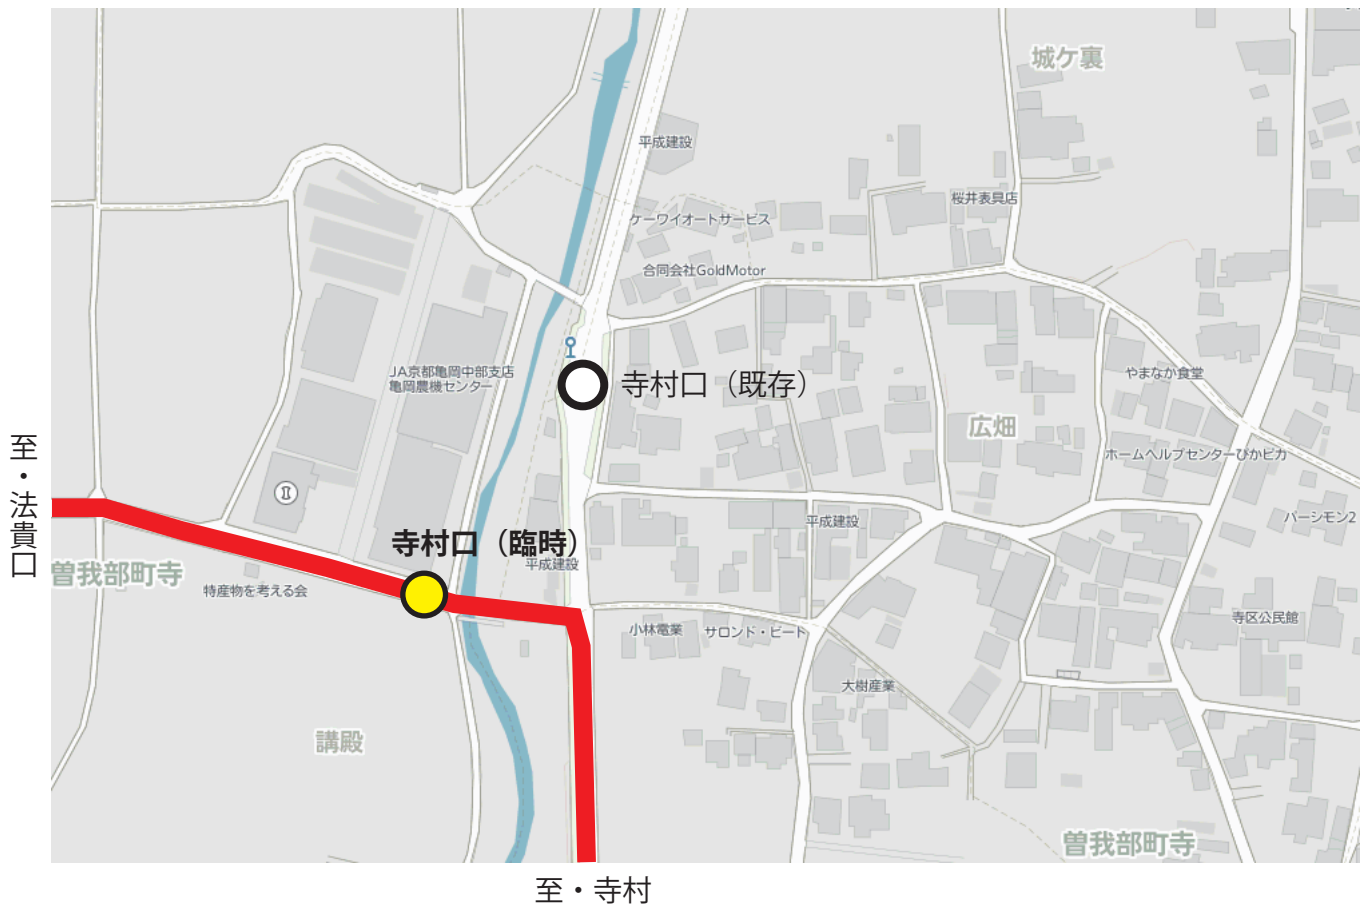 城ケ裏
平成建設
桜井表具店
ケーワイオートサービス
合同会社GoldMotor
JA京都亀岡中部支店
亀岡農機センター
寺村口（既存）
やまなか食堂
広畑
至・法貴口
ホームヘルプセンターぴかピカ
平成建設
パーシモン2
寺村口（臨時）
平成建設
曽我部町寺
特産物を考える会
小林電業
サロンド・ビート
寺区公民館
大樹産業
講殿
曽我部町寺
至・寺村